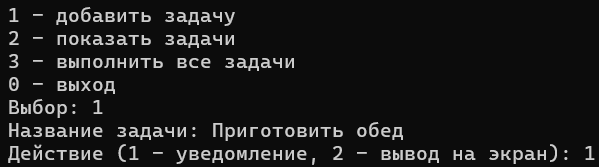 1 – добавить задачу
2 – показать задачи
3 – выполнить все задачи
0 – выход
Выбор: 1
Название задачи: Приготовить обед
Действие (1 – уведомление, 2 – вывод на экран): 1